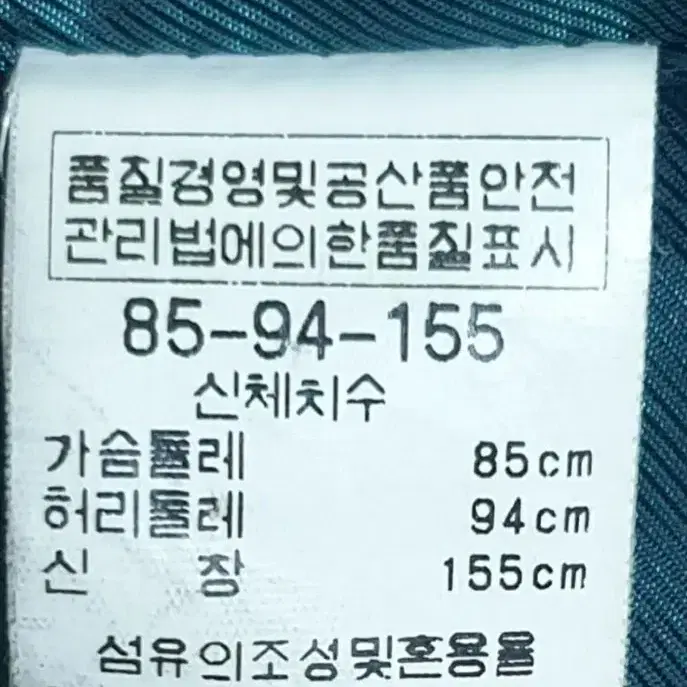 품질경영및공산품안전
관리법에의한품질표시
85-94-155
신체치수
가슴둘레 85cm
허리둘레 94cm
신 장 155cm
섬유의조성및혼용율